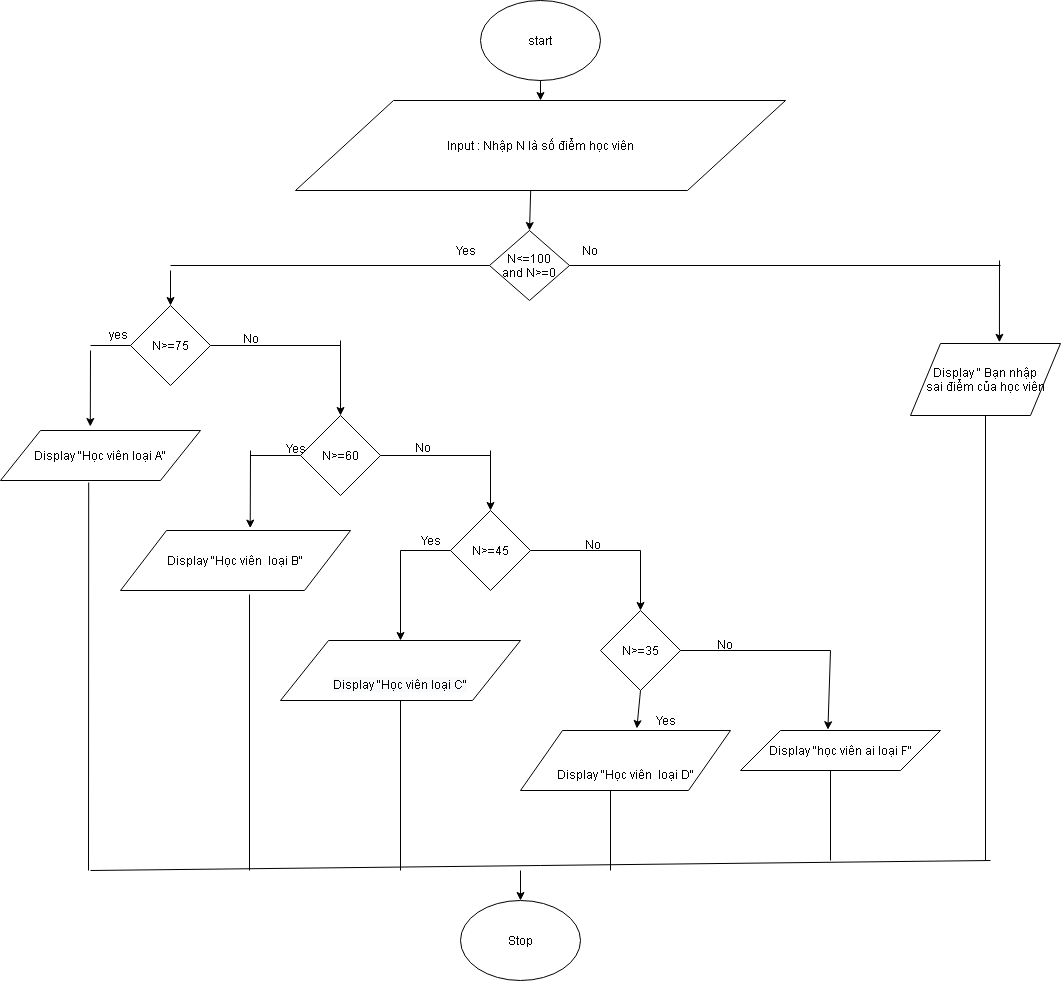 start
Input : Nhập N là số điểm học viên
Yes
No
N<=100
and N>=0
yes
N>=75
No
Display " Bạn nhập
sai điểm của học viên
Display "Học viên loại A"
Yes
N>=60
No
Display "Học viên  loại B"
Yes
N>=45
No
Display "Học viên loại C"
N>=35
No
Yes
Display "Học viên  loại D"
Display "học viên ai loại F"
Stop